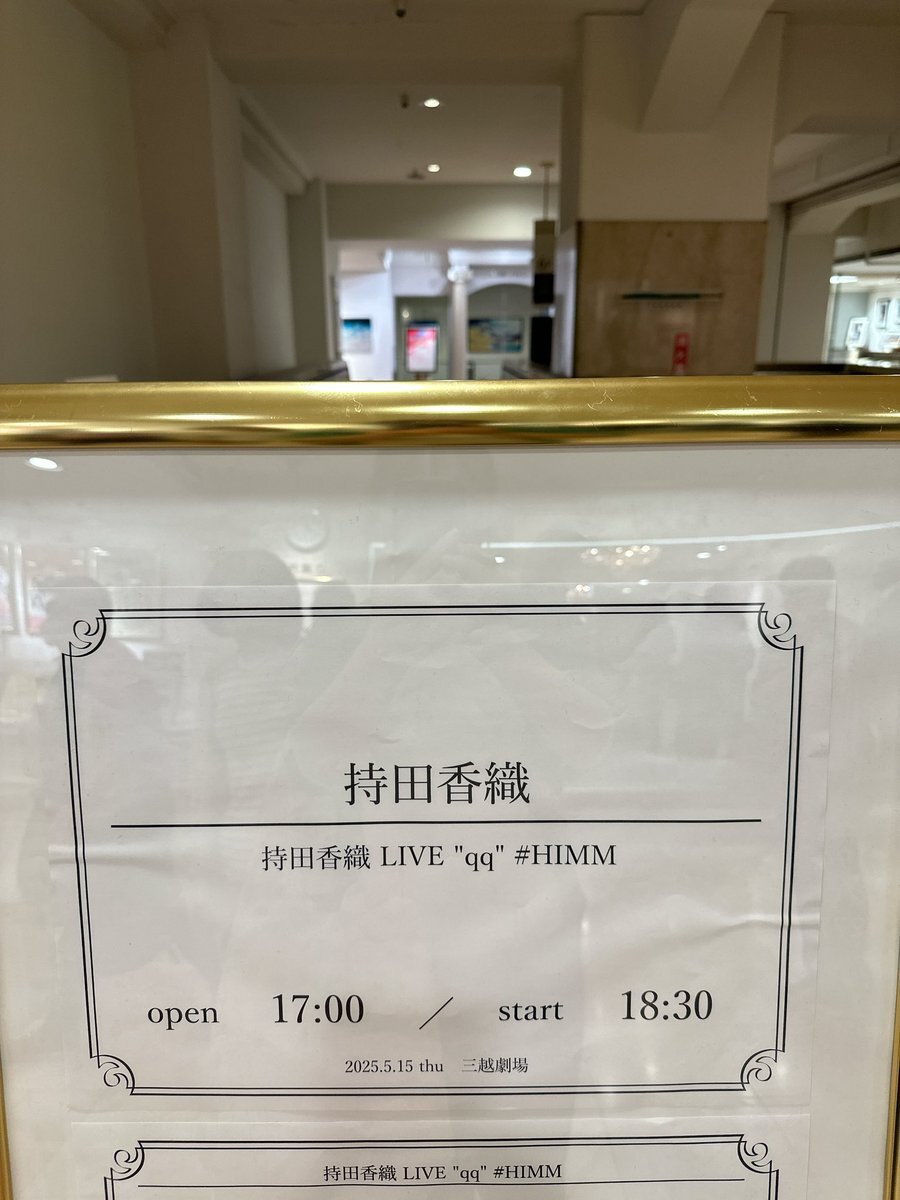 持田香織
持田香織 LIVE "qq" #HIMM
open 17:00 ／ start 18:30
2025.5.15 thu 三越劇場
持田香織 LIVE "qq" #HIMM